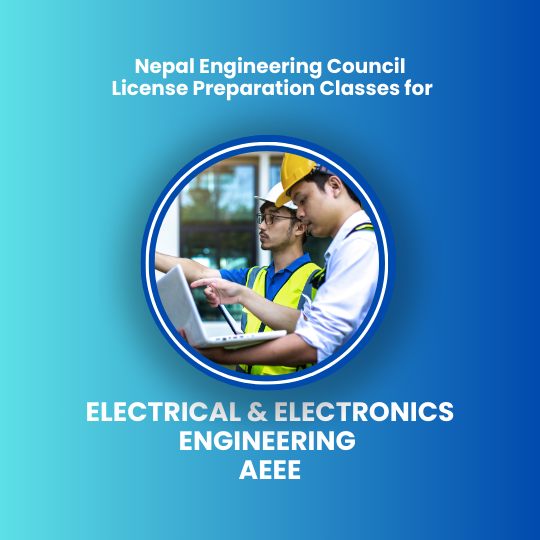 Nepal Engineering Council
License Preparation Classes for
ELECTRICAL & ELECTRONICS
ENGINEERING
AEEE